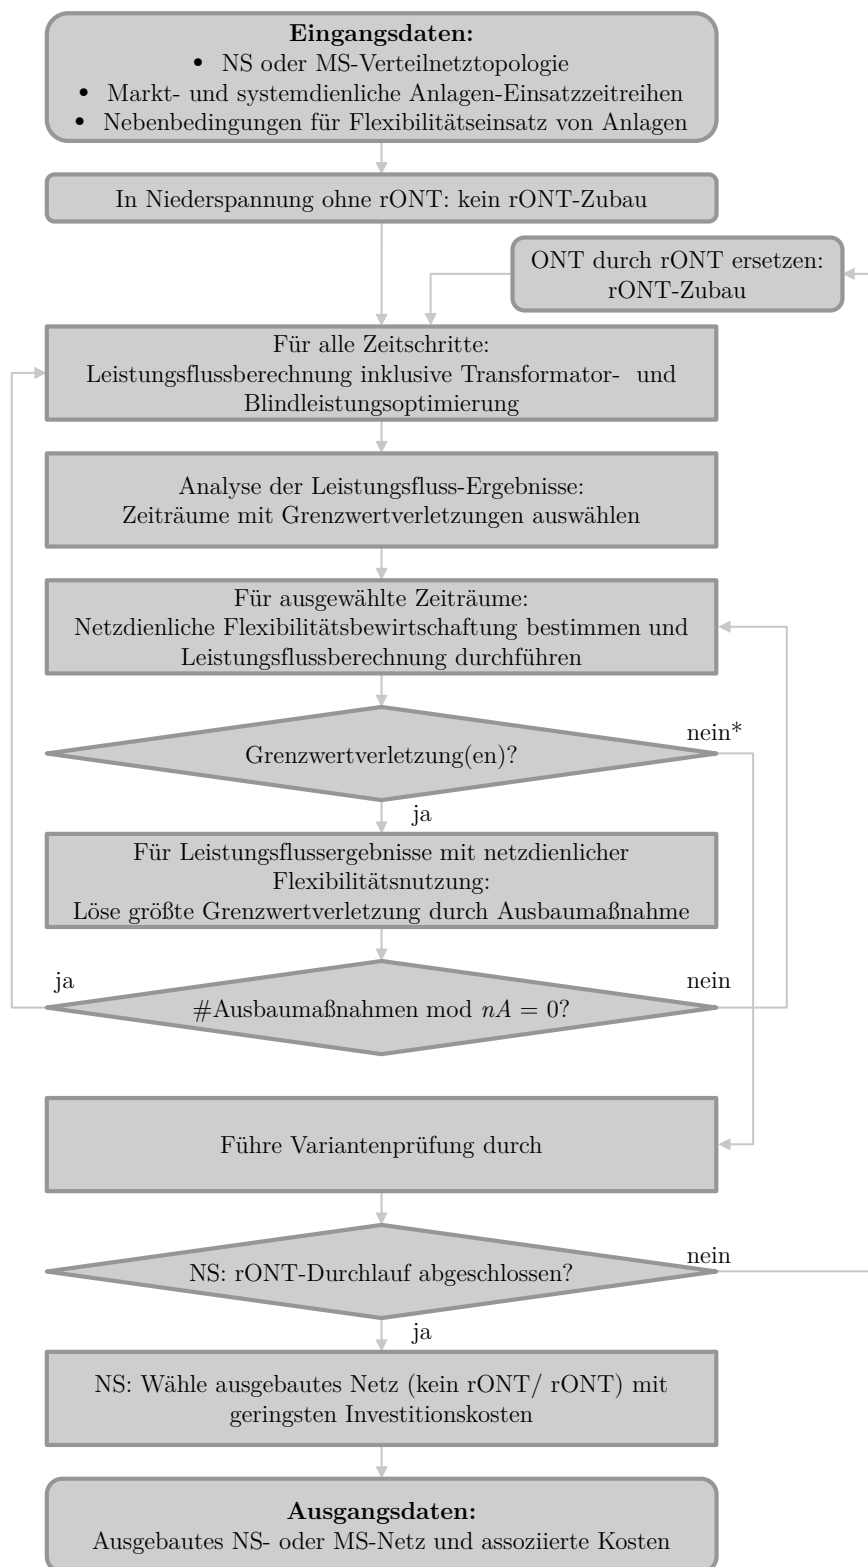 Eingangsdaten:
• NS oder MS-Verteilnetztopologie
• Markt- und systemdienliche Anlagen-Einsatzzeitreihen
• Nebenbedingungen für Flexibilitätseinsatz von Anlagen
In Niederspannung ohne rONT: kein rONT-Zubau
ONT durch rONT ersetzen:
rONT-Zubau
Für alle Zeitschritte:
Leistungsflussberechnung inklusive Transformator- und
Blindleistungsoptimierung
Analyse der Leistungsfluss-Ergebnisse:
Zeiträume mit Grenzwertverletzungen auswählen
Für ausgewählte Zeiträume:
Netzdienliche Flexibilitätsbewirtschaftung bestimmen und
Leistungsflussberechnung durchführen
nein*
Grenzwertverletzung(en)?
ja
Für Leistungsflussergebnisse mit netzdienlicher
Flexibilitätsnutzung:
Löse größte Grenzwertverletzung durch Ausbaumaßnahme
ja
nein
#Ausbaumaßnahmen mod nA = 0?
Führe Variantenprüfung durch
nein
NS: rONT-Durchlauf abgeschlossen?
ja
NS: Wähle ausgebautes Netz (kein rONT/ rONT) mit
geringsten Investitionskosten
Ausgangsdaten:
Ausgebautes NS- oder MS-Netz und assoziierte Kosten